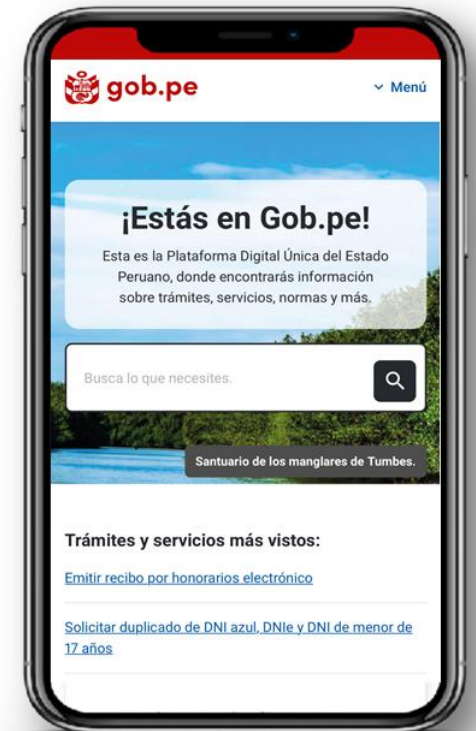 gob.pe
Menú
¡Estás en Gob.pe!
Esta es la Plataforma Digital Única del Estado
Peruano, donde encontrarás información
sobre trámites, servicios, normas y más.
Busca lo que necesites.
Santuario de los manglares de Tumbes.
Trámites y servicios más vistos:
Emitir recibo por honorarios electrónico
Solicitar duplicado de DNI azul, DNIe y DNI de menor de
17 años